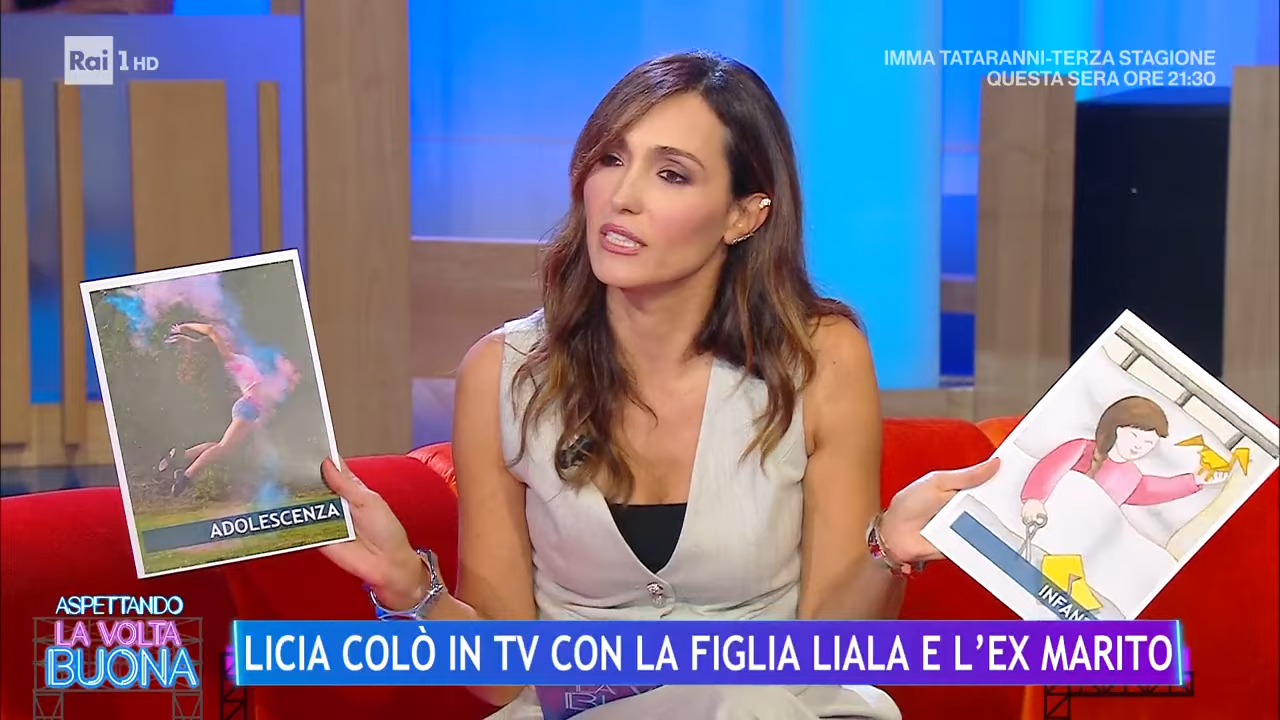 Rai 1 HD
IMMA TATARANNI-TERZA STAGIONE
QUESTA SERA ORE 21:30
ADOLESCENZA
ASPETTANDO
LA VOLTA
BUONA
LICIA COLÒ IN TV CON LA FIGLIA LIALA E L'EX MARITO